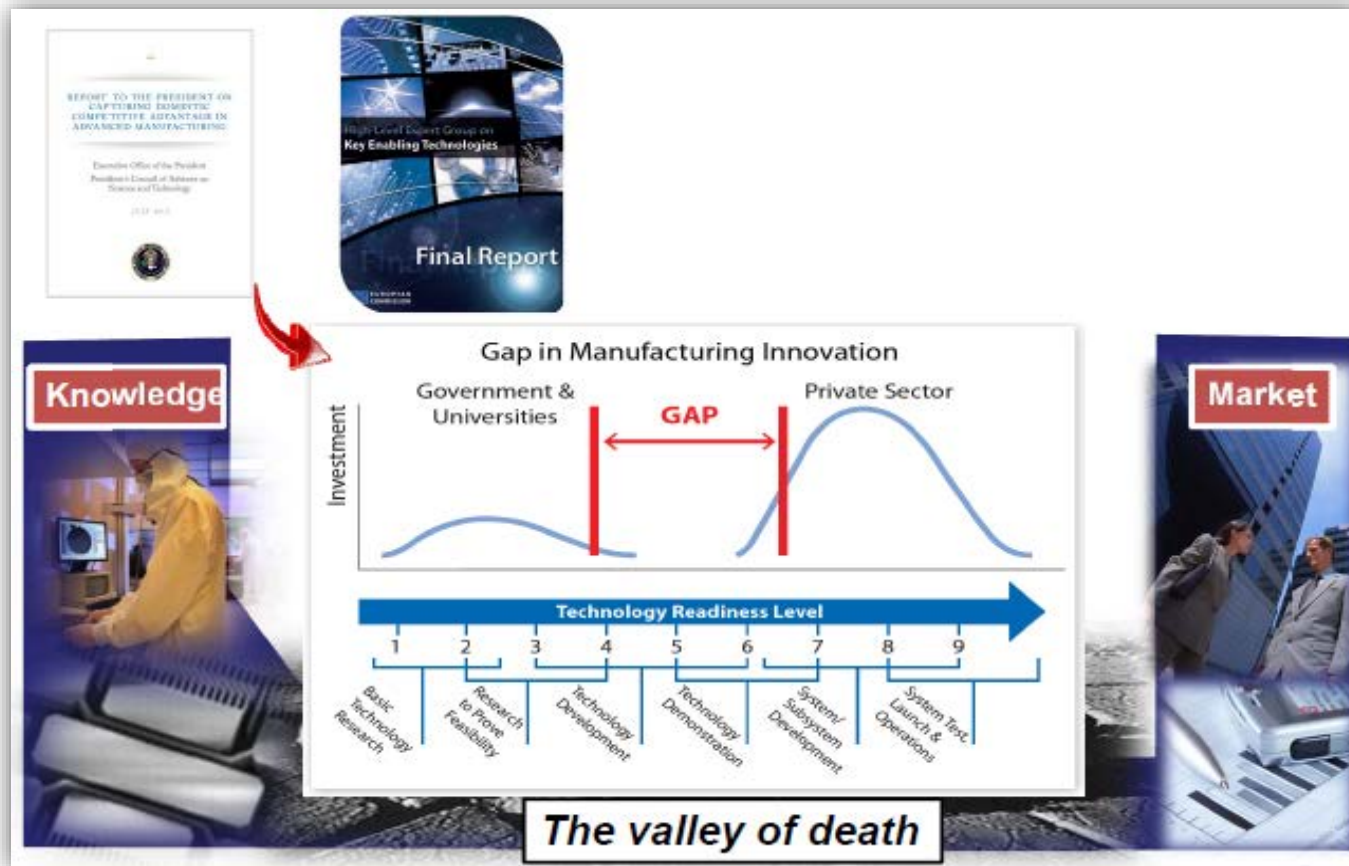 REPORT TO THE PRESIDENT ON
CAPTURING DOMESTIC
COMPETITIVE ADVANTAGE IN
ADVANCED MANUFACTURING
Executive Office of the President
President's Council of Advisors on
Science and Technology
High-Level Expert Group on
Key Enabling Technologies
Final Report
EUROPEAN
COMMISSION
Knowledge
Market
Gap in Manufacturing Innovation
Government &
Universities
GAP
Private Sector
Investment
Technology Readiness Level
1 2 3 4 5 6 7 8 9
Basic
Technology
Research
Research
to Prove
Feasibility
Technology
Development
Technology
Demonstration
System/
Subsystem
Development
System Test,
Launch &
Operations
The valley of death